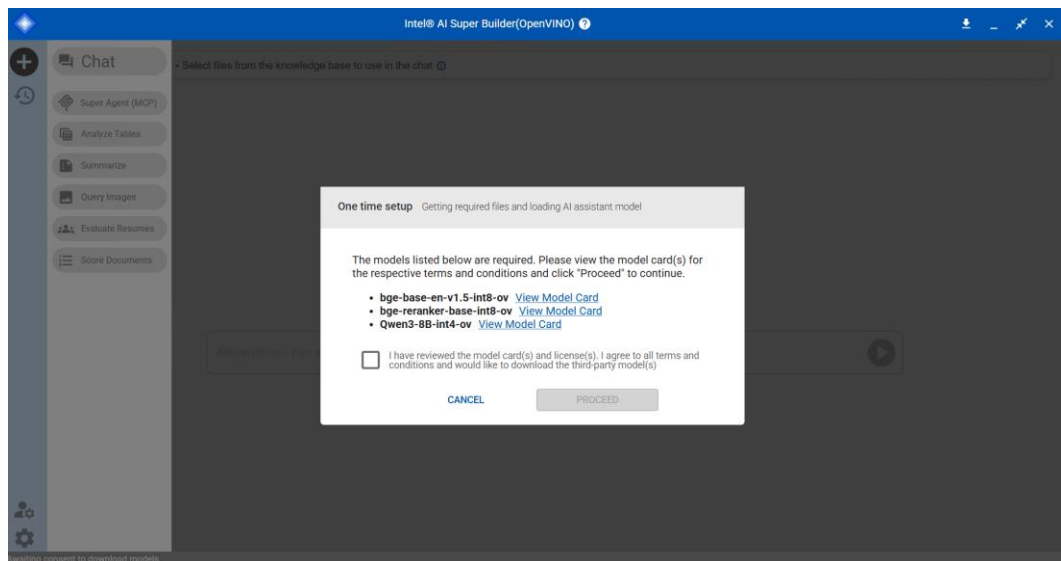 Intel® AI Super Builder(OpenVINO) ?
Chat
- Select files from the knowledge base to use in the chat
Super Agent (MCP)
Analyze Tables
Summarize
Query Images
Evaluate Resumes
Score Documents
One time setup Getting required files and loading AI assistant model
The models listed below are required. Please view the model card(s) for
the respective terms and conditions and click "Proceed" to continue.
• bge-base-en-v1.5-int8-ov View Model Card
• bge-reranker-base-int8-ov View Model Card
• Qwen3-8B-int4-ov View Model Card
I have reviewed the model card(s) and license(s). I agree to all terms and
conditions and would like to download the third-party model(s)
CANCEL PROCEED
Awaiting consent to download models